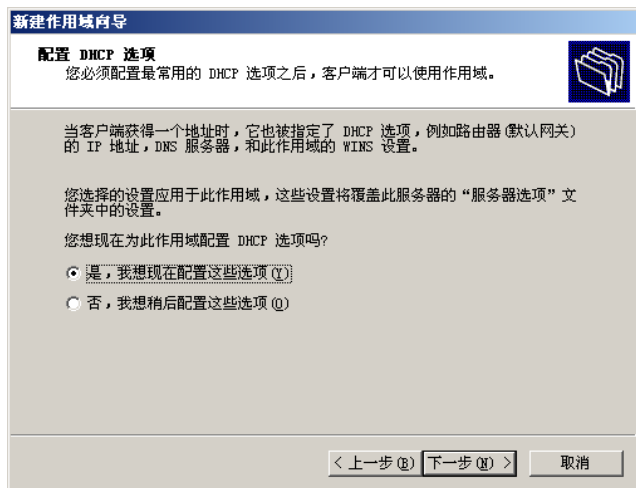 新建作用域向导
配置 DHCP 选项
您必须配置最常用的 DHCP 选项之后，客户端才可以使用作用域。
当客户端获得一个地址时，它也被指定了 DHCP 选项，例如路由器(默认网关)
的 IP 地址，DNS 服务器，和此作用域的 WINS 设置。
您选择的设置应用于此作用域，这些设置将覆盖此服务器的“服务器选项”文
件夹中的设置。
您想现在为此作用域配置 DHCP 选项吗?
是，我想现在配置这些选项(Y)
否，我想稍后配置这些选项(O)
< 上一步(B) 下一步(N) > 取消